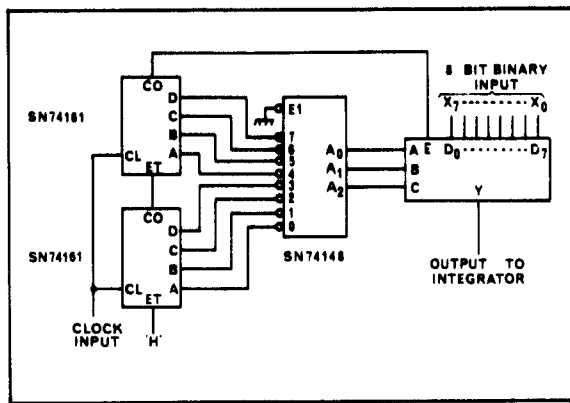 8 BIT BINARY
INPUT
X7 - - - - - - - - X0
SN74161
CO
D
C
B
A
CL
ET
E1
7
6
5
4
3
2
1
0
A0
A1
A2
SN74148
A
E
D0 - - - - - D7
B
C
Y
OUTPUT TO
INTEGRATOR
SN74161
CO
D
C
B
A
CL
ET
CLOCK
INPUT
'H'